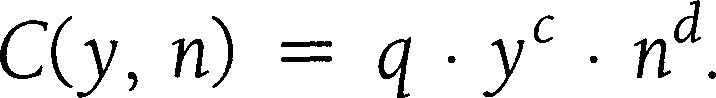 C(y, n) = q · y^c · n^d.